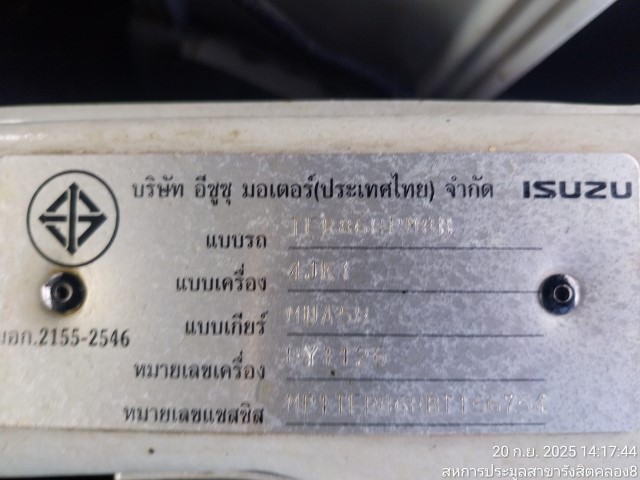 บริษัท อีซูซุ มอเตอร์(ประเทศไทย) จำกัด ISUZU
แบบรถ
แบบเครื่อง 4JK1
แบบเกียร์
มอก.2155-2546
หมายเลขเครื่อง
หมายเลขแชสซิส
20 ก.ย. 2025 14:17:44
สหการประมูลสาขารังสิตคลอง8